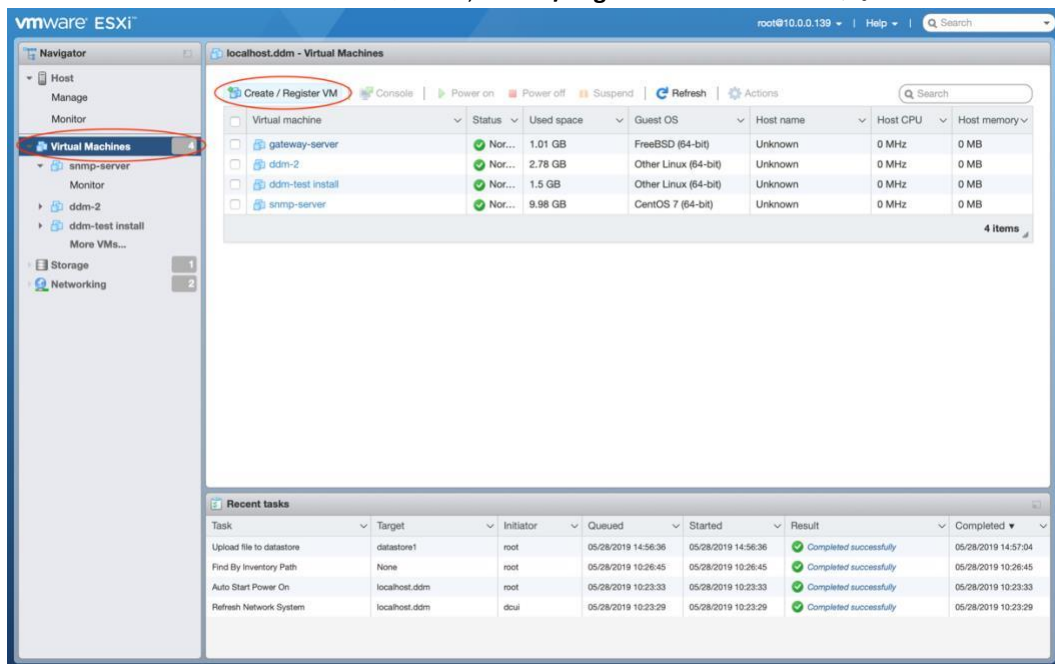 vmware ESXi™
root@10.0.0.139 | Help | Search
Navigator
Host
Manage
Monitor
Virtual Machines 4
snmp-server
Monitor
ddm-2
ddm-test install
More VMs...
Storage 1
Networking 2
localhost.ddm - Virtual Machines
Create / Register VM Console | Power on Power off Suspend | Refresh | Actions Search
Virtual machine Status Used space Guest OS Host name Host CPU Host memory
gateway-server Nor... 1.01 GB FreeBSD (64-bit) Unknown 0 MHz 0 MB
ddm-2 Nor... 2.78 GB Other Linux (64-bit) Unknown 0 MHz 0 MB
ddm-test install Nor... 1.5 GB Other Linux (64-bit) Unknown 0 MHz 0 MB
snmp-server Nor... 9.98 GB CentOS 7 (64-bit) Unknown 0 MHz 0 MB
4 items
Recent tasks
Task Target Initiator Queued Started Result Completed
Upload file to datastore datastore1 root 05/28/2019 14:56:36 05/28/2019 14:56:36 Completed successfully 05/28/2019 14:57:04
Find By Inventory Path None root 05/28/2019 10:26:45 05/28/2019 10:26:45 Completed successfully 05/28/2019 10:26:45
Auto Start Power On localhost.ddm root 05/28/2019 10:23:33 05/28/2019 10:23:33 Completed successfully 05/28/2019 10:23:33
Refresh Network System localhost.ddm dcui 05/28/2019 10:23:29 05/28/2019 10:23:29 Completed successfully 05/28/2019 10:23:29